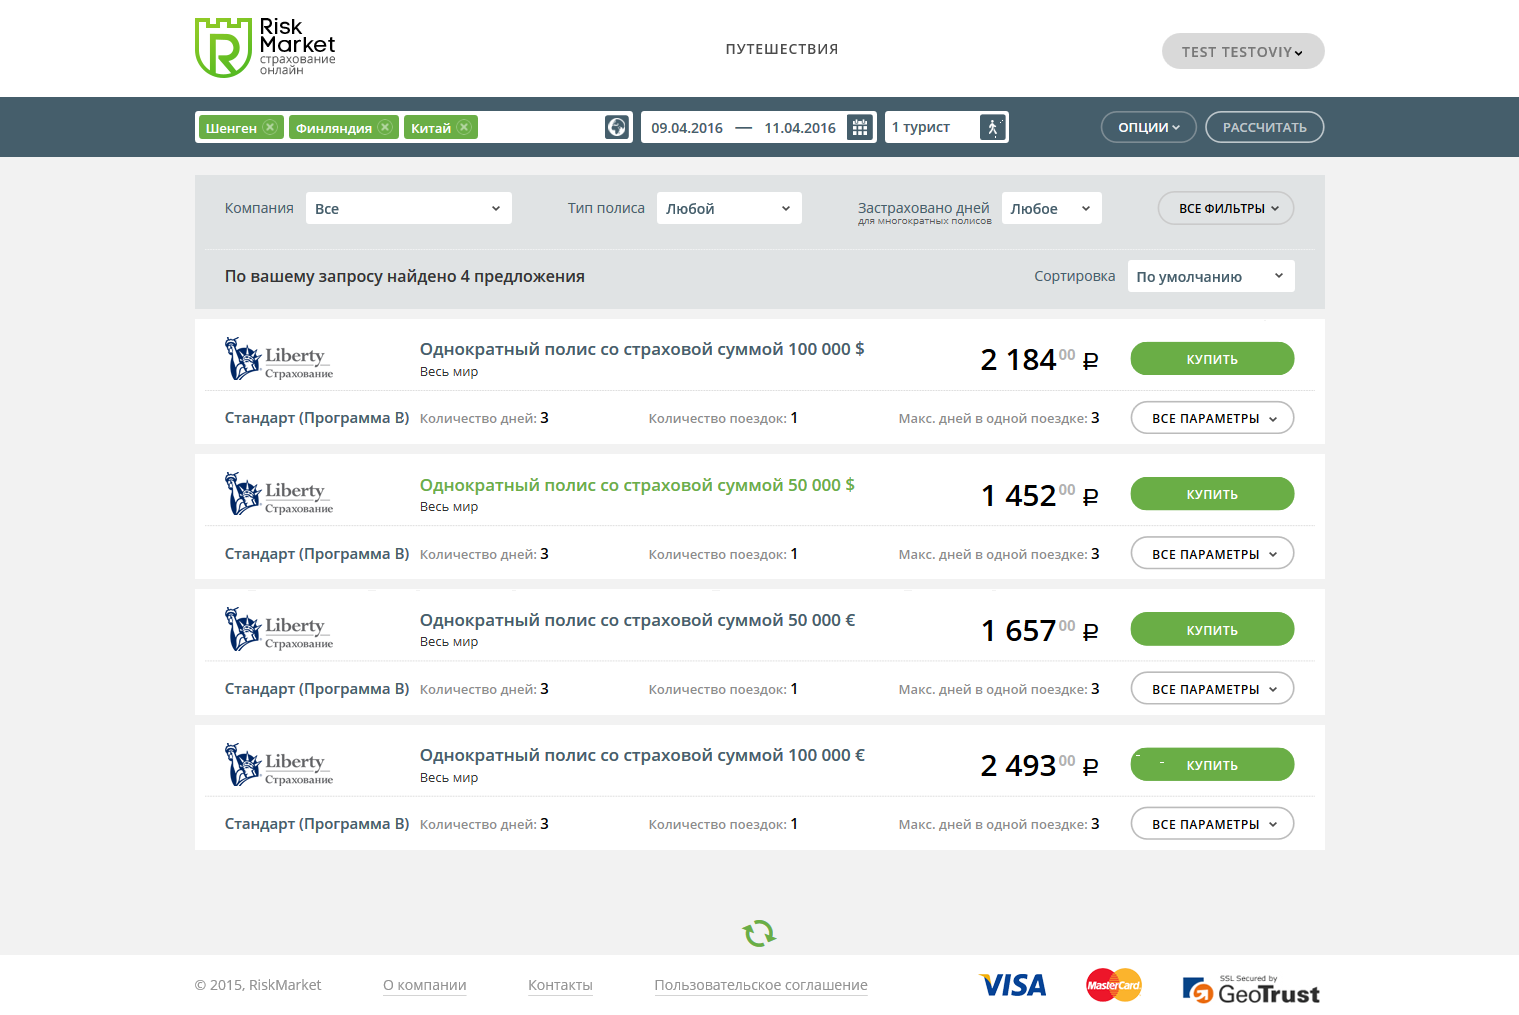 Risk
Market
страхование
онлайн
ПУТЕШЕСТВИЯ
TEST TESTOVIY
Шенген
Финляндия
Китай
09.04.2016 — 11.04.2016
1 турист
ОПЦИИ
РАССЧИТАТЬ
Компания
Все
Тип полиса
Любой
Застраховано дней
для многократных полисов
Любое
ВСЕ ФИЛЬТРЫ
По вашему запросу найдено 4 предложения
Сортировка
По умолчанию
Liberty
Страхование
Однократный полис со страховой суммой 100 000 $
Весь мир
2 184 00 ₽
КУПИТЬ
Стандарт (Программа B)
Количество дней: 3
Количество поездок: 1
Макс. дней в одной поездке: 3
ВСЕ ПАРАМЕТРЫ
Liberty
Страхование
Однократный полис со страховой суммой 50 000 $
Весь мир
1 452 00 ₽
КУПИТЬ
Стандарт (Программа B)
Количество дней: 3
Количество поездок: 1
Макс. дней в одной поездке: 3
ВСЕ ПАРАМЕТРЫ
Liberty
Страхование
Однократный полис со страховой суммой 50 000 €
Весь мир
1 657 00 ₽
КУПИТЬ
Стандарт (Программа B)
Количество дней: 3
Количество поездок: 1
Макс. дней в одной поездке: 3
ВСЕ ПАРАМЕТРЫ
Liberty
Страхование
Однократный полис со страховой суммой 100 000 €
Весь мир
2 493 00 ₽
КУПИТЬ
Стандарт (Программа B)
Количество дней: 3
Количество поездок: 1
Макс. дней в одной поездке: 3
ВСЕ ПАРАМЕТРЫ
© 2015, RiskMarket
О компании
Контакты
Пользовательское соглашение
VISA
MasterCard
SSL Secured by
GeoTrust